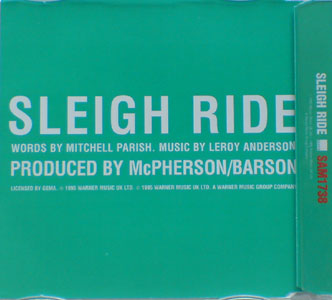 SLEIGH RIDE
WORDS BY MITCHELL PARISH. MUSIC BY LEROY ANDERSON
PRODUCED BY McPHERSON/BARSON
LICENSED BY GSMA. ℗ 1995 WARNER MUSIC UK LTD. © 1995 WARNER MUSIC UK LTD. A WARNER MUSIC GROUP COMPANY
SLEIGH RIDE SAM1738